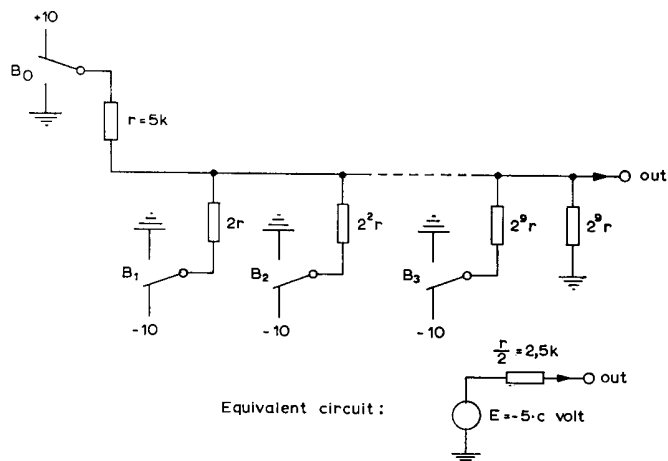 +10
B₀
r = 5k
out
2r
2²r
2⁹r
2⁹r
B₁
B₂
B₃
-10
-10
-10
r/2 = 2,5k
out
Equivalent circuit :
E = -5·c volt